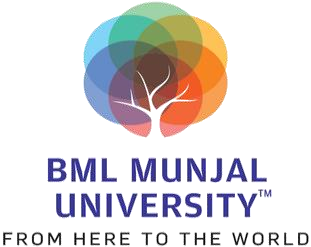 BML MUNJAL
UNIVERSITY™
FROM HERE TO THE WORLD